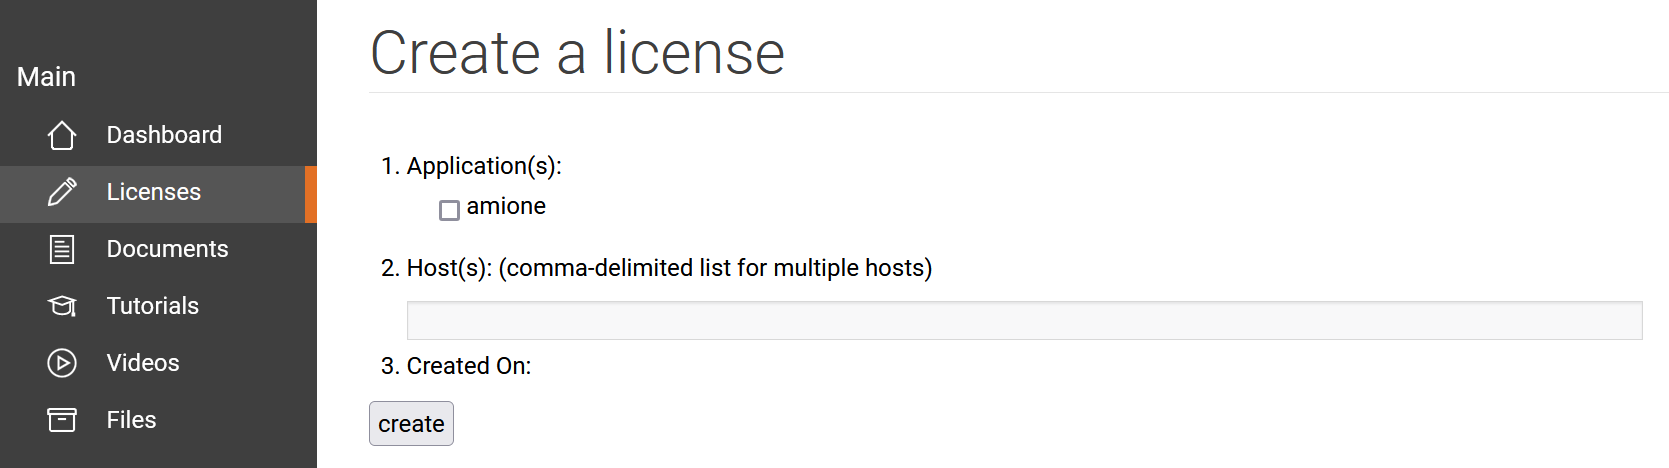 Main
Dashboard
Licenses
Documents
Tutorials
Videos
Files
Create a license
1. Application(s):
amione
2. Host(s): (comma-delimited list for multiple hosts)
3. Created On:
create